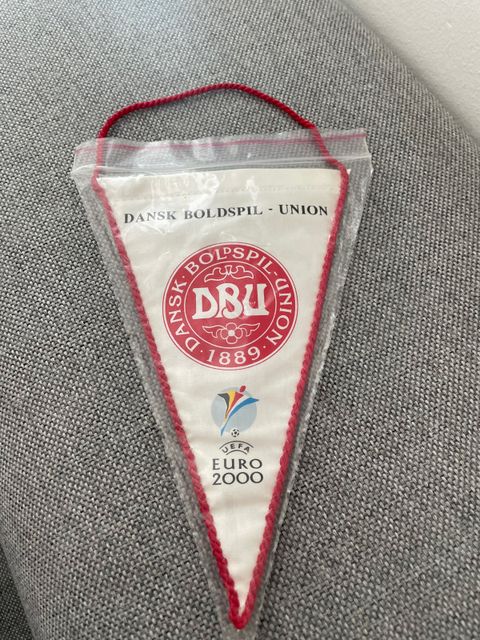 DANSK BOLDSPIL - UNION
DANSK · BOLDSPIL · UNION
DBU
· 1889 ·
UEFA
EURO
2000